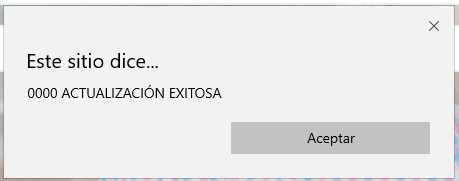 Este sitio dice...
0000 ACTUALIZACIÓN EXITOSA
Aceptar